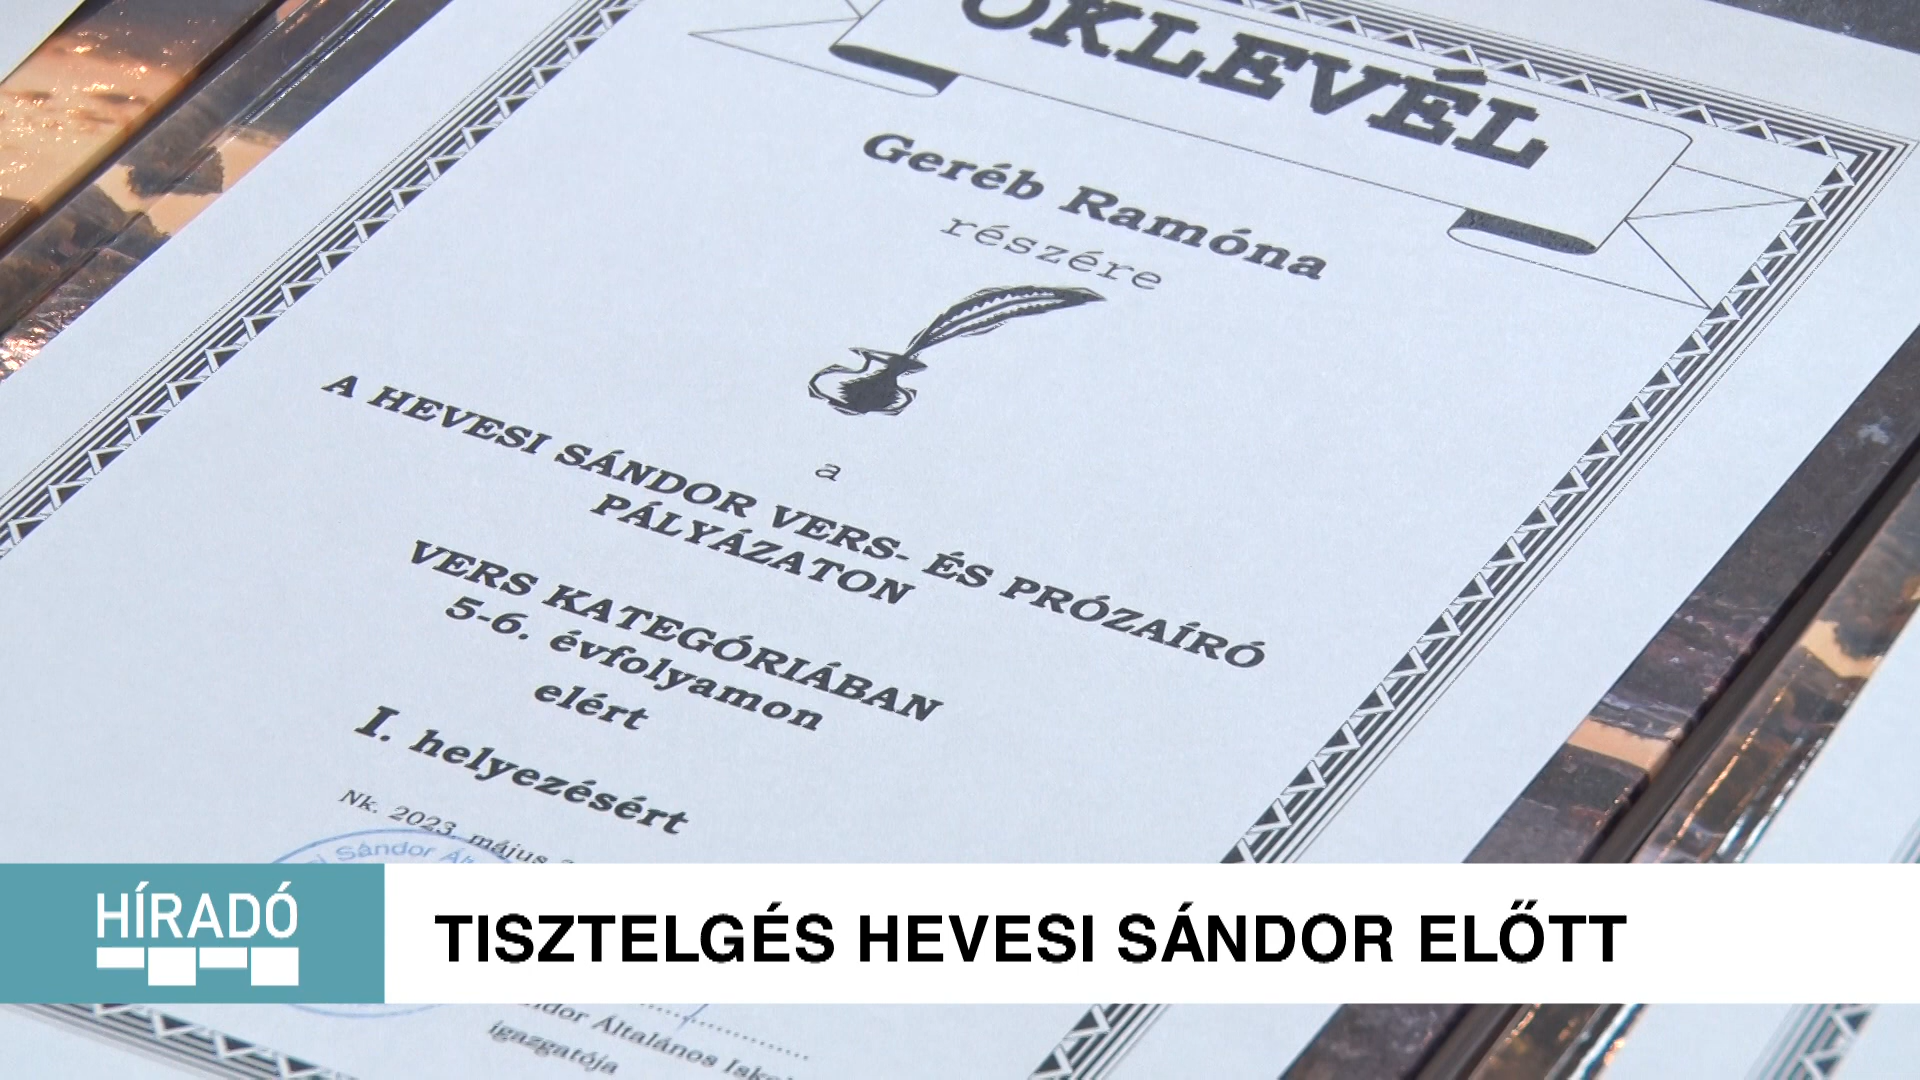 OKLEVÉL
Geréb Ramóna
részére
a
A HEVESI SÁNDOR VERS- ÉS PRÓZAÍRÓ
PÁLYÁZATON
VERS KATEGÓRIÁBAN
5-6. évfolyamon
elért
I. helyezésért
Nk. 2023. május
Sándor
HÍRADÓ
TISZTELGÉS HEVESI SÁNDOR ELŐTT
Általános
igazgatója